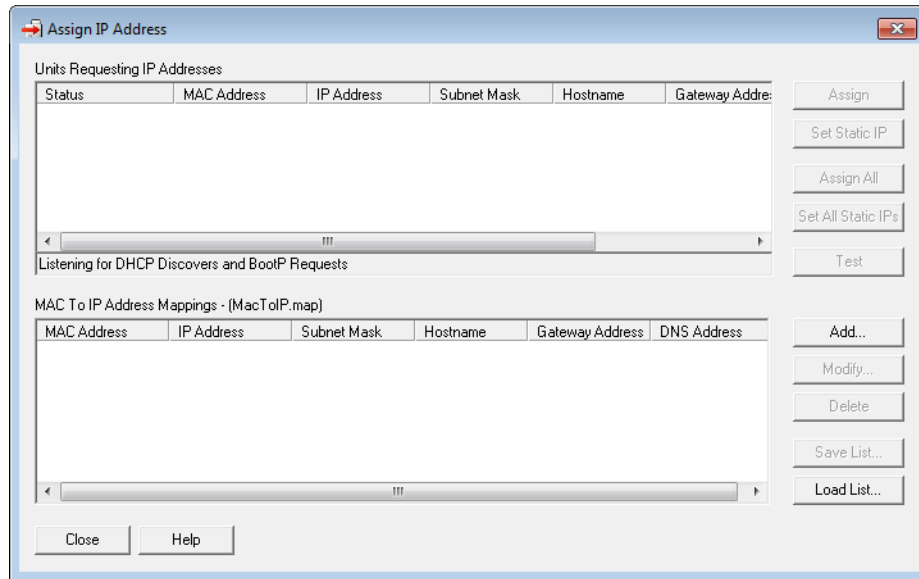 Assign IP Address
Units Requesting IP Addresses
Status MAC Address IP Address Subnet Mask Hostname Gateway Addre
Assign
Set Static IP
Assign All
Set All Static IPs
Listening for DHCP Discovers and BootP Requests
Test
MAC To IP Address Mappings - (MacToIP.map)
MAC Address IP Address Subnet Mask Hostname Gateway Address DNS Address
Add...
Modify...
Delete
Save List...
Load List...
Close Help